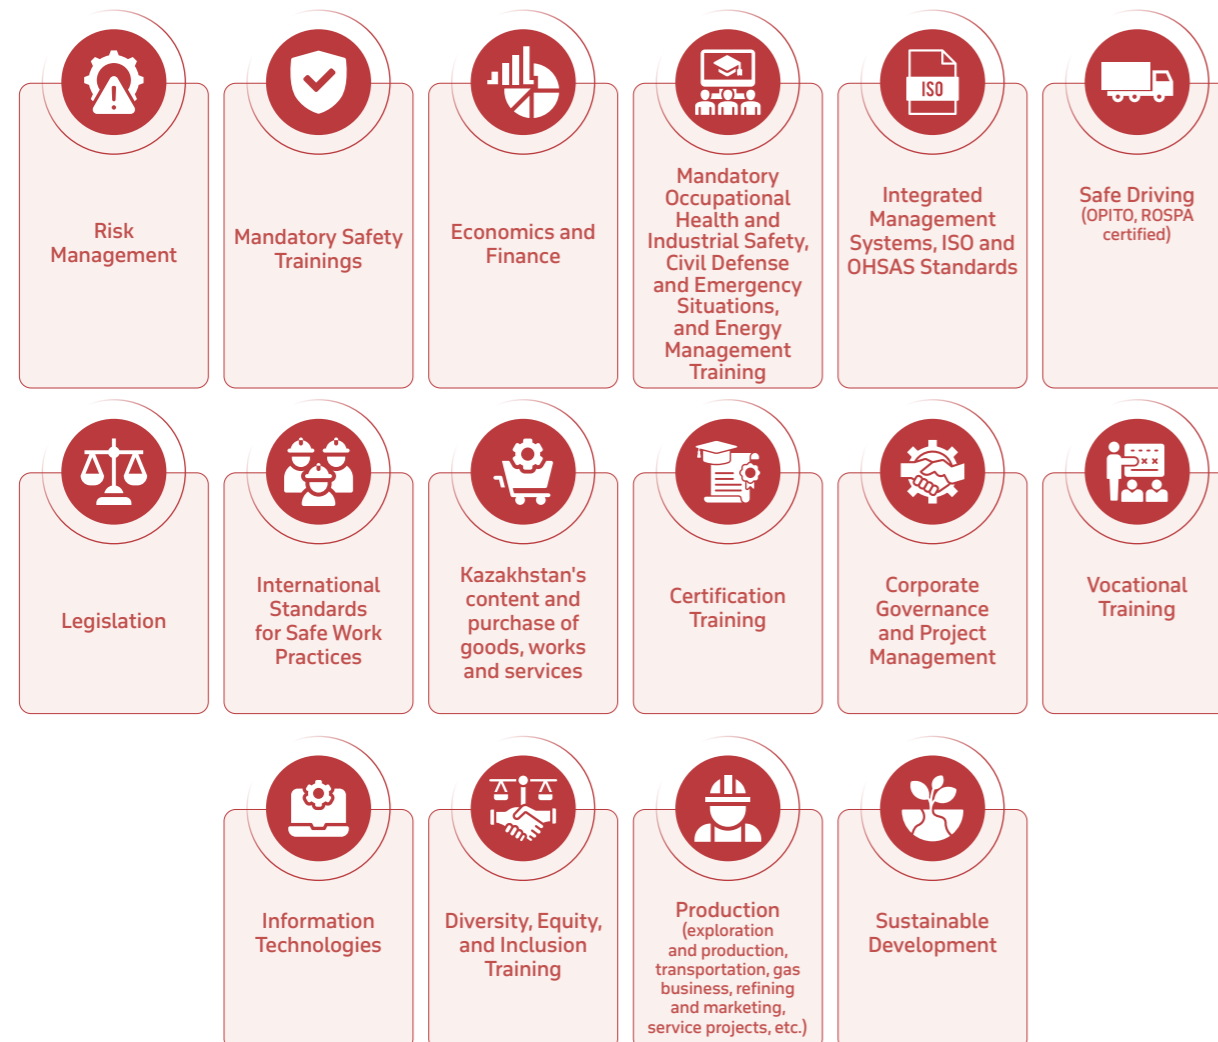 Risk
Management
Mandatory Safety
Trainings
Economics and
Finance
Mandatory
Occupational
Health and
Industrial Safety,
Civil Defense
and Emergency
Situations,
and Energy
Management
Training
ISO
Integrated
Management
Systems, ISO and
OHSAS Standards
Safe Driving
(OPITO, ROSPA
certified)
Legislation
International
Standards
for Safe Work
Practices
Kazakhstan's
content and
purchase of
goods, works
and services
Certification
Training
Corporate
Governance
and Project
Management
Vocational
Training
Information
Technologies
Diversity, Equity,
and Inclusion
Training
Production
(exploration
and production,
transportation, gas
business, refining
and marketing,
service projects, etc.)
Sustainable
Development